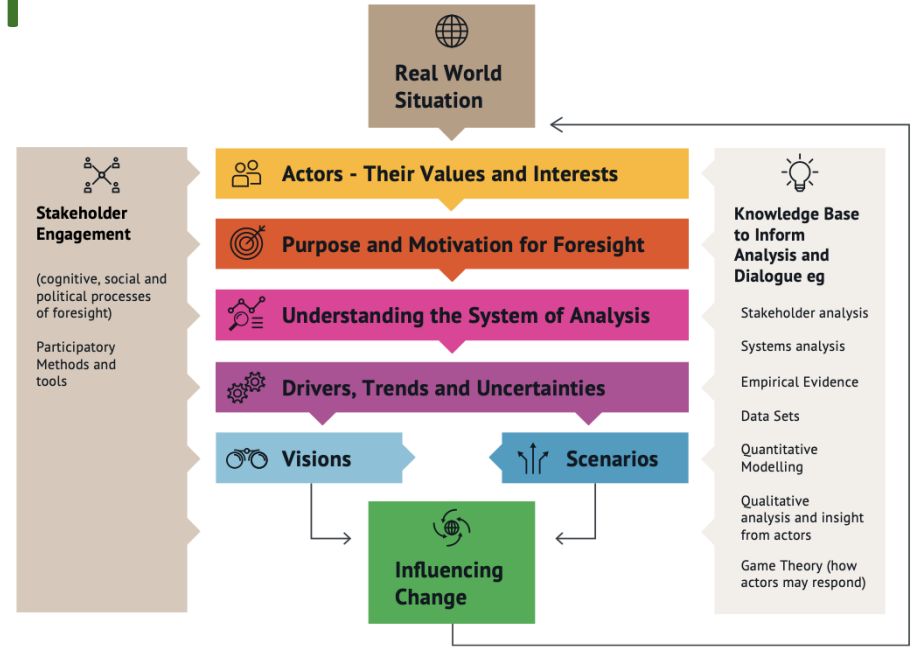 Real World
Situation
Actors - Their Values and Interests
Purpose and Motivation for Foresight
Understanding the System of Analysis
Drivers, Trends and Uncertainties
Visions
Scenarios
Influencing
Change
Stakeholder
Engagement
(cognitive, social and
political processes
of foresight)
Participatory
Methods and
tools
Knowledge Base
to Inform
Analysis and
Dialogue eg
Stakeholder analysis
Systems analysis
Empirical Evidence
Data Sets
Quantitative
Modelling
Qualitative
analysis and insight
from actors
Game Theory (how
actors may respond)